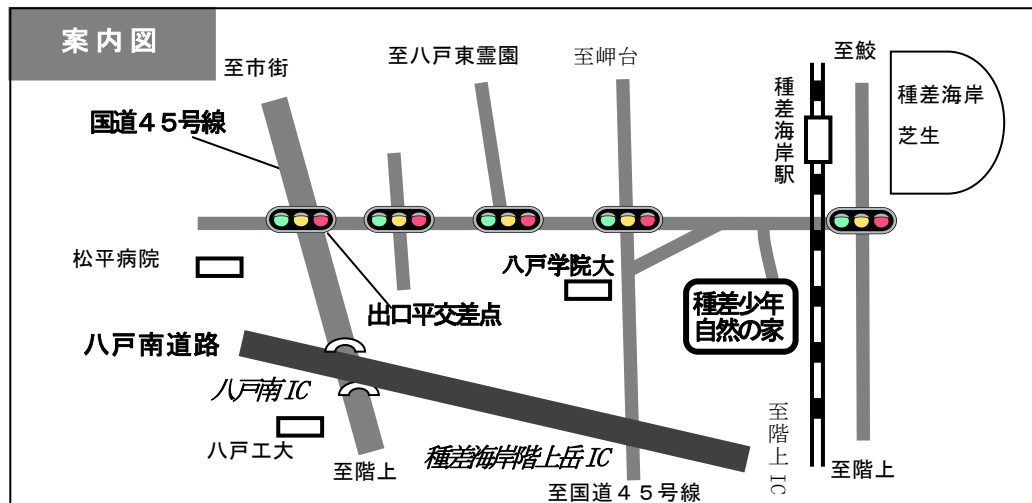 案内図
至市街
至八戸東霊園
至岬台
至鮫
種差海岸
芝生
種差海岸駅
国道４５号線
松平病院
八戸学院大
出口平交差点
種差少年
自然の家
八戸南道路
八戸南IC
八戸工大
至階上
種差海岸階上岳IC
至国道４５号線
至階上IC
至階上